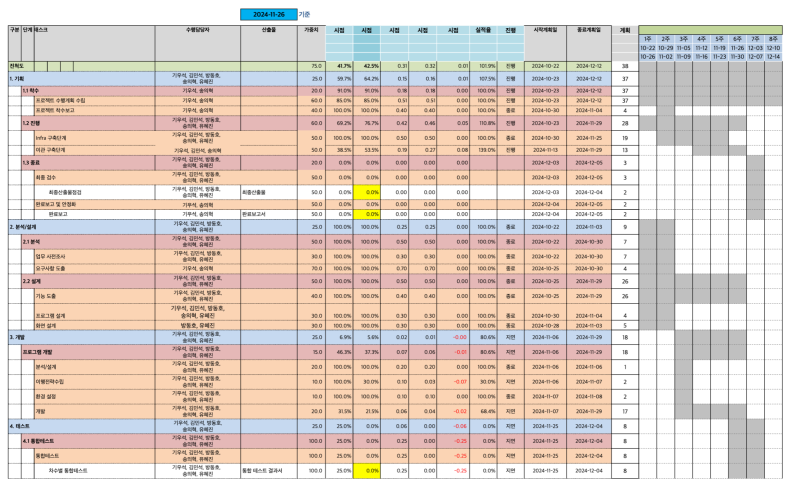 2024-11-26 기준
구분 단계 태스크 수행담당자 산출물 가중치 시점 시점 시점 시점 시점 실적율 진행 시작계획일 종료계획일 계획
1주 2주 3주 4주 5주 6주 7주 8주
10-22 10-29 11-05 11-12 11-19 11-26 12-03 12-10
10-26 11-02 11-09 11-16 11-23 11-30 12-07 12-14
진척도 75.0 41.7% 42.5% 0.31 0.32 0.01 101.9% 진행 2024-10-22 2024-12-12 38
1. 기획 기우석, 김민석, 방동호, 송의혁, 유혜진 25.0 59.7% 64.2% 0.15 0.16 0.01 107.5% 진행 2024-10-23 2024-12-12 37
1.1 착수 기우석, 송의혁 20.0 91.0% 91.0% 0.18 0.18 0.00 100.0% 진행 2024-10-23 2024-12-12 37
프로젝트 수행계획 수립 기우석, 송의혁 60.0 85.0% 85.0% 0.51 0.51 0.00 100.0% 진행 2024-10-23 2024-12-12 37
프로젝트 착수보고 기우석, 송의혁 40.0 100.0% 100.0% 0.40 0.40 0.00 100.0% 종료 2024-10-30 2024-11-04 4
1.2 진행 기우석, 김민석, 방동호, 송의혁, 유혜진 60.0 69.2% 76.7% 0.42 0.46 0.05 110.8% 진행 2024-10-23 2024-11-29 28
Infra 구축단계 기우석, 김민석, 방동호, 송의혁, 유혜진 50.0 100.0% 100.0% 0.50 0.50 0.00 100.0% 종료 2024-10-30 2024-11-25 19
이관 구축단계 기우석, 김민석, 송의혁 50.0 38.5% 53.5% 0.19 0.27 0.08 139.0% 진행 2024-11-13 2024-11-29 13
1.3 종료 기우석, 김민석, 방동호, 송의혁, 유혜진 20.0 0.0% 0.0% 0.00 0.00 0.00 2024-12-03 2024-12-05 3
최종 검수 기우석, 김민석, 방동호, 송의혁, 유혜진 50.0 0.0% 0.0% 0.00 0.00 0.00 2024-12-03 2024-12-05 3
최종산출물점검 기우석, 김민석, 방동호, 송의혁, 유혜진 최종산출물 50.0 0.0% 0.0% 0.00 0.00 0.00 2024-12-03 2024-12-04 2
완료보고 및 안정화 기우석, 송의혁 50.0 0.0% 0.0% 0.00 0.00 0.00 2024-12-04 2024-12-05 2
완료보고 기우석, 송의혁 완료보고서 50.0 0.0% 0.0% 0.00 0.00 0.00 2024-12-04 2024-12-05 2
2. 분석/설계 기우석, 김민석, 방동호, 송의혁, 유혜진 25.0 100.0% 100.0% 0.25 0.25 0.00 100.0% 종료 2024-10-22 2024-11-03 9
2.1 분석 기우석, 김민석, 방동호, 송의혁, 유혜진 50.0 100.0% 100.0% 0.50 0.50 0.00 100.0% 종료 2024-10-22 2024-10-30 7
업무 사전조사 기우석, 김민석, 방동호, 송의혁, 유혜진 30.0 100.0% 100.0% 0.30 0.30 0.00 100.0% 종료 2024-10-22 2024-10-30 7
요구사항 도출 기우석, 송의혁 70.0 100.0% 100.0% 0.70 0.70 0.00 100.0% 종료 2024-10-25 2024-10-30 4
2.2 설계 기우석, 김민석, 방동호, 송의혁, 유혜진 50.0 100.0% 100.0% 0.50 0.50 0.00 100.0% 종료 2024-10-25 2024-11-29 26
기능 도출 기우석, 김민석, 방동호, 송의혁, 유혜진 40.0 100.0% 100.0% 0.40 0.40 0.00 100.0% 종료 2024-10-25 2024-11-29 26
프로그램 설계 기우석, 김민석, 방동호, 송의혁, 유혜진 30.0 100.0% 100.0% 0.30 0.30 0.00 100.0% 종료 2024-10-30 2024-11-04 4
화면 설계 방동호, 유혜진 30.0 100.0% 100.0% 0.30 0.30 0.00 100.0% 종료 2024-10-28 2024-11-03 5
3. 개발 기우석, 김민석, 방동호, 송의혁, 유혜진 25.0 6.9% 5.6% 0.02 0.01 -0.00 80.6% 지연 2024-11-06 2024-11-29 18
프로그램 개발 기우석, 김민석, 방동호, 송의혁, 유혜진 15.0 46.3% 37.3% 0.07 0.06 -0.01 80.6% 지연 2024-11-06 2024-11-29 18
분석/설계 기우석, 김민석, 방동호, 송의혁, 유혜진 20.0 100.0% 100.0% 0.20 0.20 0.00 100.0% 종료 2024-11-06 2024-11-06 1
이행전략수립 기우석, 김민석, 방동호, 송의혁, 유혜진 10.0 100.0% 30.0% 0.10 0.03 -0.07 30.0% 지연 2024-11-06 2024-11-07 2
환경 설정 기우석, 김민석, 방동호, 송의혁, 유혜진 10.0 100.0% 100.0% 0.10 0.10 0.00 100.0% 종료 2024-11-07 2024-11-08 2
개발 기우석, 김민석, 방동호, 송의혁, 유혜진 20.0 31.5% 21.5% 0.06 0.04 -0.02 68.4% 지연 2024-11-07 2024-11-29 17
4. 테스트 기우석, 김민석, 방동호, 송의혁, 유혜진 25.0 25.0% 0.0% 0.06 0.00 -0.06 0.0% 지연 2024-11-25 2024-12-04 8
4.1 통합테스트 기우석, 김민석, 방동호, 송의혁, 유혜진 100.0 25.0% 0.0% 0.25 0.00 -0.25 0.0% 지연 2024-11-25 2024-12-04 8
통합테스트 기우석, 김민석, 방동호, 송의혁, 유혜진 100.0 25.0% 0.0% 0.25 0.00 -0.25 0.0% 지연 2024-11-25 2024-12-04 8
차수별 통합테스트 기우석, 김민석, 방동호, 송의혁, 유혜진 통합 테스트 결과서 100.0 25.0% 0.0% 0.25 0.00 -0.25 0.0% 지연 2024-11-25 2024-12-04 8